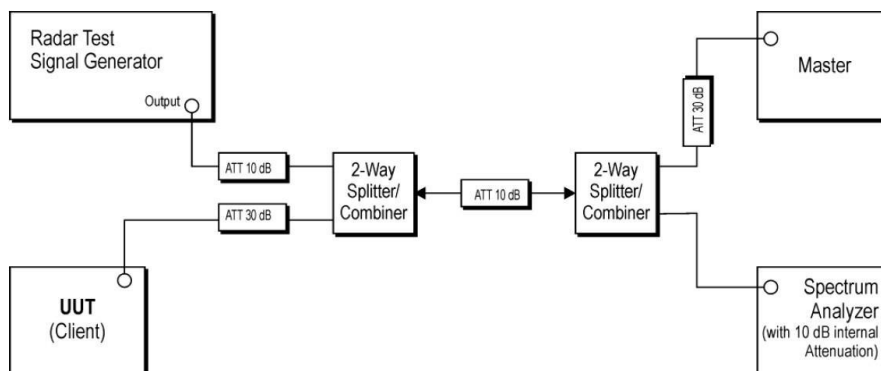 Radar Test
Signal Generator
Output
ATT 10 dB
2-Way
Splitter/
Combiner
ATT 30 dB
ATT 10 dB
2-Way
Splitter/
Combiner
ATT 30 dB
Master
UUT
(Client)
Spectrum
Analyzer
(with 10 dB internal
Attenuation)